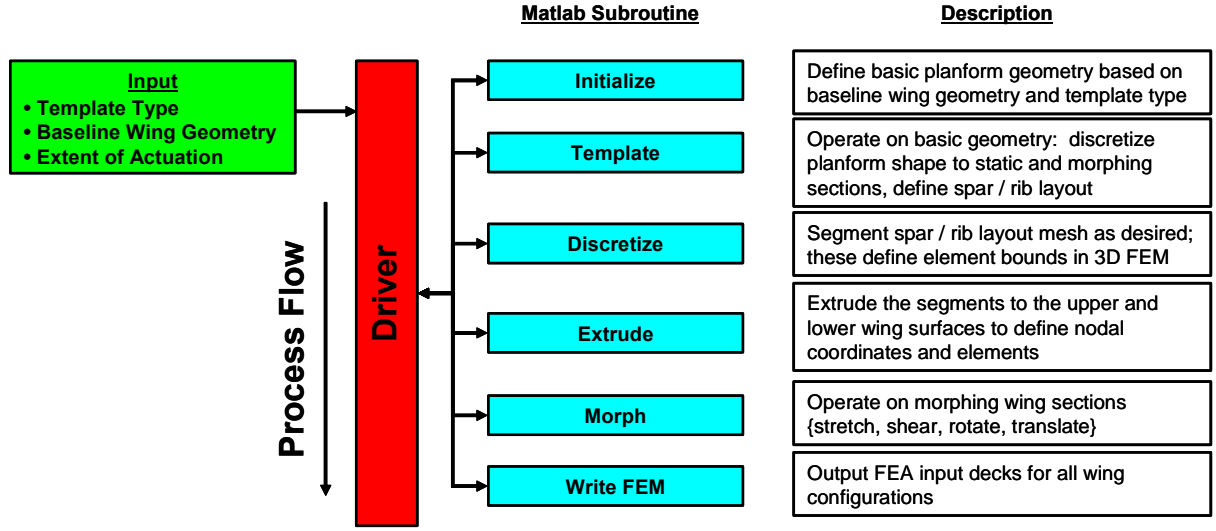 Matlab Subroutine
Description
Input
• Template Type
• Baseline Wing Geometry
• Extent of Actuation
Process Flow
Driver
Initialize
Define basic planform geometry based on
baseline wing geometry and template type
Template
Operate on basic geometry:  discretize
planform shape to static and morphing
sections, define spar / rib layout
Discretize
Segment spar / rib layout mesh as desired;
these define element bounds in 3D FEM
Extrude
Extrude the segments to the upper and
lower wing surfaces to define nodal
coordinates and elements
Morph
Operate on morphing wing sections
{stretch, shear, rotate, translate}
Write FEM
Output FEA input decks for all wing
configurations